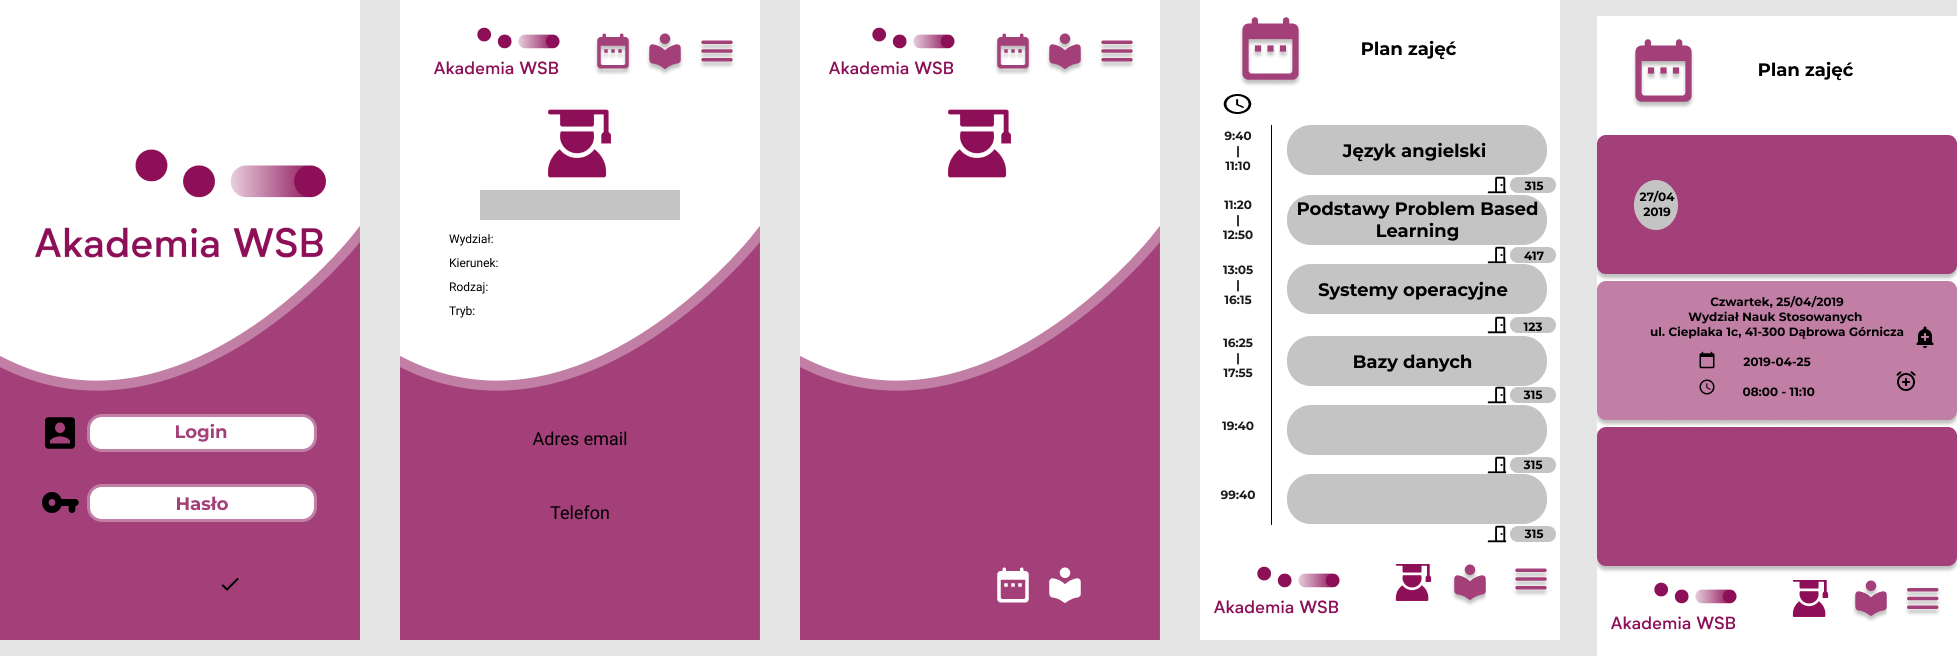 Akademia WSB
Login
Hasło
Akademia WSB
Wydział:
Kierunek:
Rodzaj:
Tryb:
Adres email
Telefon
Akademia WSB
Plan zajęć
9:40
|
11:10
Język angielski
315
11:20
|
12:50
Podstawy Problem Based
Learning
417
13:05
|
16:15
Systemy operacyjne
123
16:25
|
17:55
Bazy danych
315
19:40
315
99:40
315
Akademia WSB
Plan zajęć
27/04
2019
Czwartek, 25/04/2019
Wydział Nauk Stosowanych
ul. Cieplaka 1c, 41-300 Dąbrowa Górnicza
2019-04-25
08:00 - 11:10
Akademia WSB